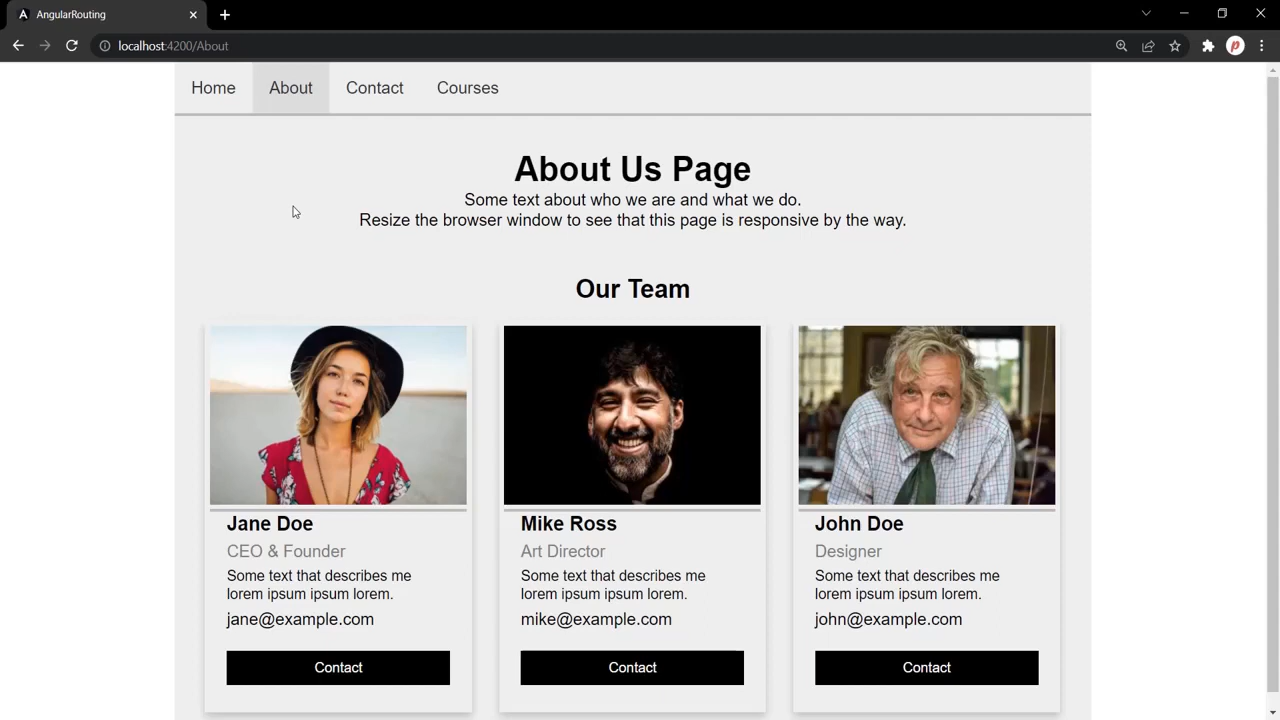 AngularRouting
localhost:4200/About
Home About Contact Courses
About Us Page
Some text about who we are and what we do.
Resize the browser window to see that this page is responsive by the way.
Our Team
Jane Doe
CEO & Founder
Some text that describes me
lorem ipsum ipsum lorem.
jane@example.com
Contact
Mike Ross
Art Director
Some text that describes me
lorem ipsum ipsum lorem.
mike@example.com
Contact
John Doe
Designer
Some text that describes me
lorem ipsum ipsum lorem.
john@example.com
Contact